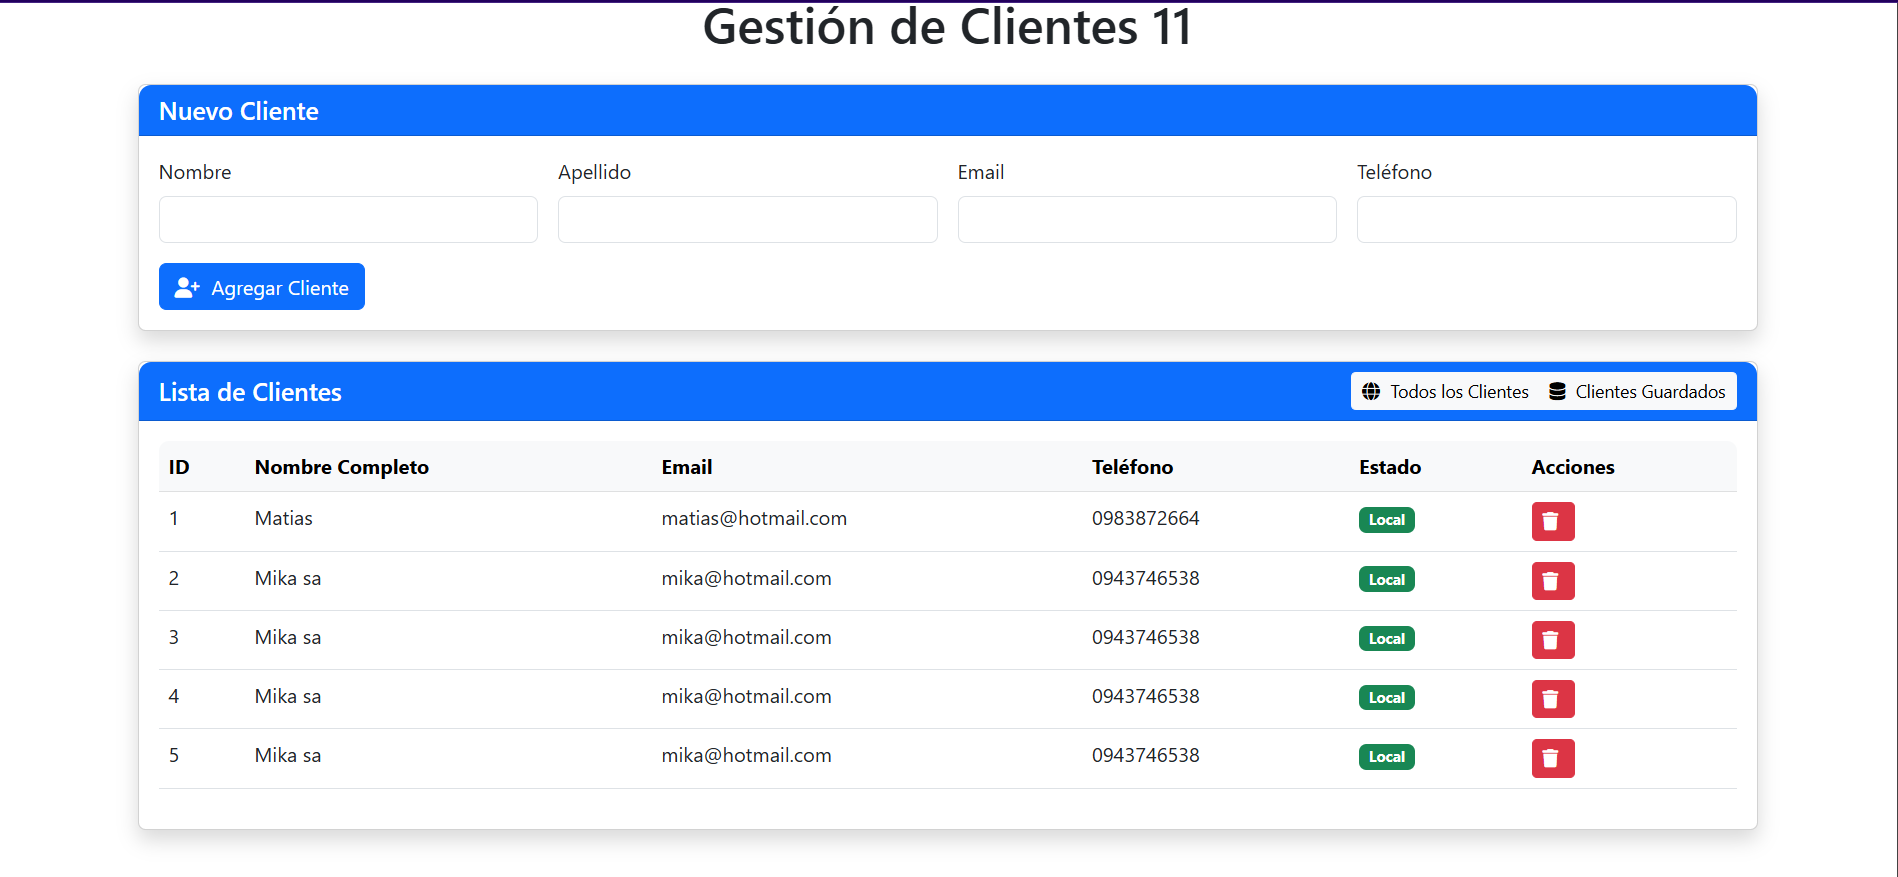 Gestión de Clientes 11
Nuevo Cliente
Nombre Apellido Email Teléfono
Agregar Cliente
Lista de Clientes Todos los Clientes Clientes Guardados
ID Nombre Completo Email Teléfono Estado Acciones
1 Matias matias@hotmail.com 0983872664 Local
2 Mika sa mika@hotmail.com 0943746538 Local
3 Mika sa mika@hotmail.com 0943746538 Local
4 Mika sa mika@hotmail.com 0943746538 Local
5 Mika sa mika@hotmail.com 0943746538 Local